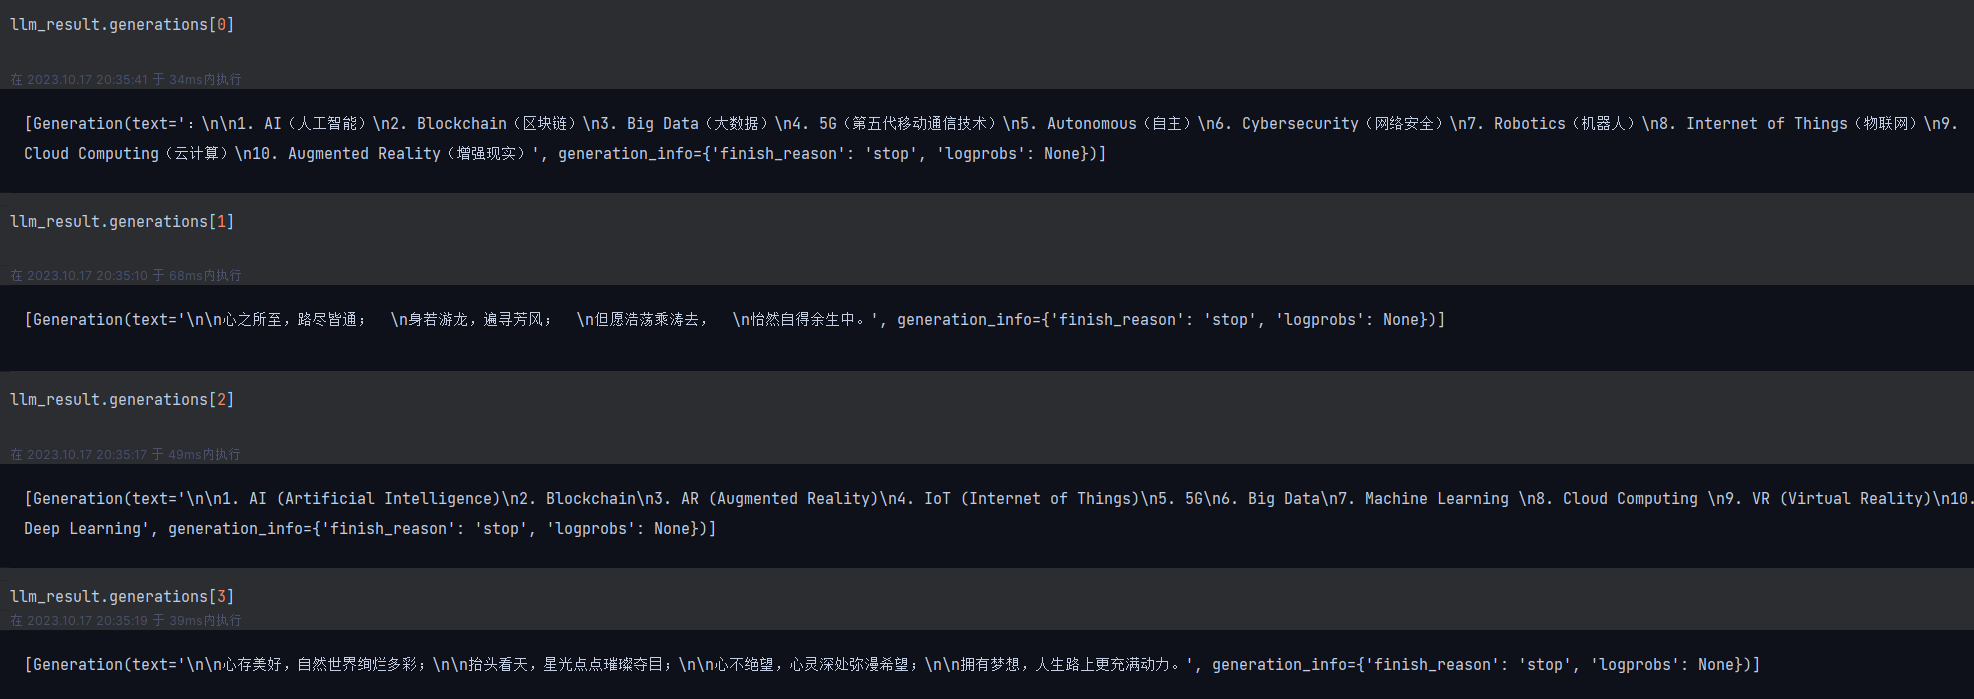 llm_result.generations[0]
在 2023.10.17 20:35:41 于 34ms内执行
[Generation(text='：\n\n1. AI（人工智能）\n2. Blockchain（区块链）\n3. Big Data（大数据）\n4. 5G（第五代移动通信技术）\n5. Autonomous（自主）\n6. Cybersecurity（网络安全）\n7. Robotics（机器人）\n8. Internet of Things（物联网）\n9.
Cloud Computing（云计算）\n10. Augmented Reality（增强现实）', generation_info={'finish_reason': 'stop', 'logprobs': None})]
llm_result.generations[1]
在 2023.10.17 20:35:10 于 68ms内执行
[Generation(text='\n\n心之所至，路尽皆通；  \n身若游龙，遍寻芳风；  \n但愿浩荡乘涛去，  \n怡然自得余生中。', generation_info={'finish_reason': 'stop', 'logprobs': None})]
llm_result.generations[2]
在 2023.10.17 20:35:17 于 49ms内执行
[Generation(text='\n\n1. AI (Artificial Intelligence)\n2. Blockchain\n3. AR (Augmented Reality)\n4. IoT (Internet of Things)\n5. 5G\n6. Big Data\n7. Machine Learning \n8. Cloud Computing \n9. VR (Virtual Reality)\n10.
Deep Learning', generation_info={'finish_reason': 'stop', 'logprobs': None})]
llm_result.generations[3]
在 2023.10.17 20:35:19 于 39ms内执行
[Generation(text='\n\n心存美好，自然世界绚烂多彩；\n\n抬头看天，星光点点璀璨夺目；\n\n心不绝望，心灵深处弥漫希望；\n\n拥有梦想，人生路上更充满动力。', generation_info={'finish_reason': 'stop', 'logprobs': None})]